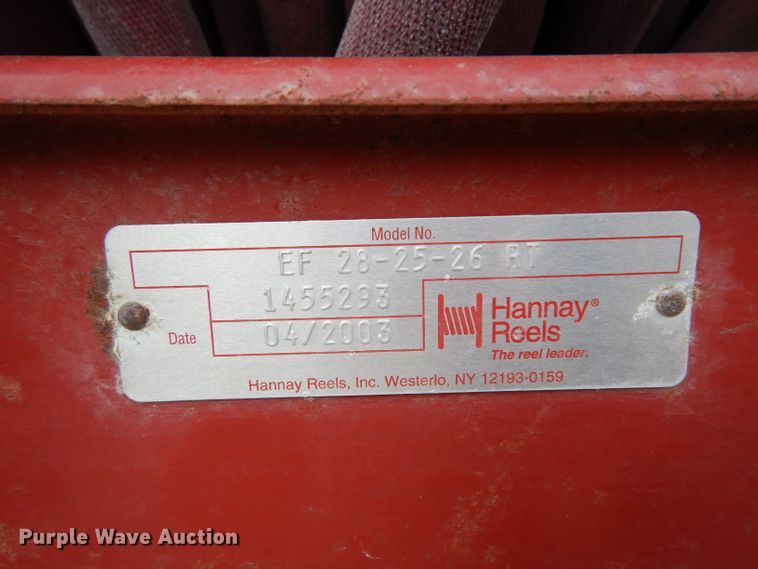 Model No.
EF 28-25-26 RT
1455293
Date 04/2003
Hannay®
Reels
The reel leader.
Hannay Reels, Inc. Westerlo, NY 12193-0159
Purple Wave Auction